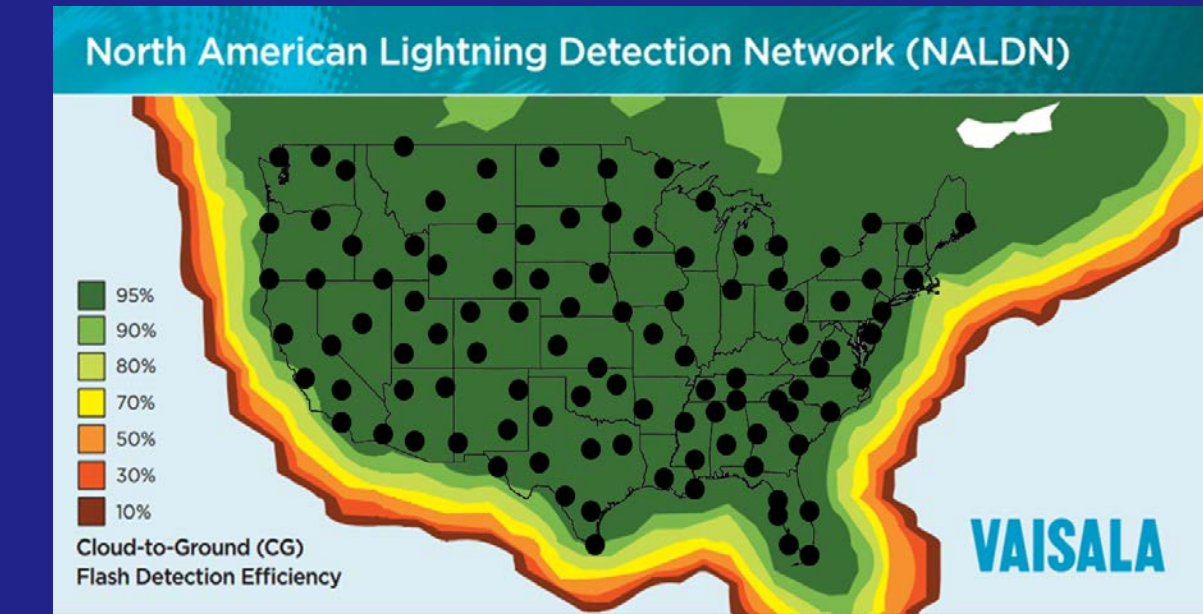 North American Lightning Detection Network (NALDN)
95%
90%
80%
70%
50%
30%
10%
Cloud-to-Ground (CG)
Flash Detection Efficiency
VAISALA